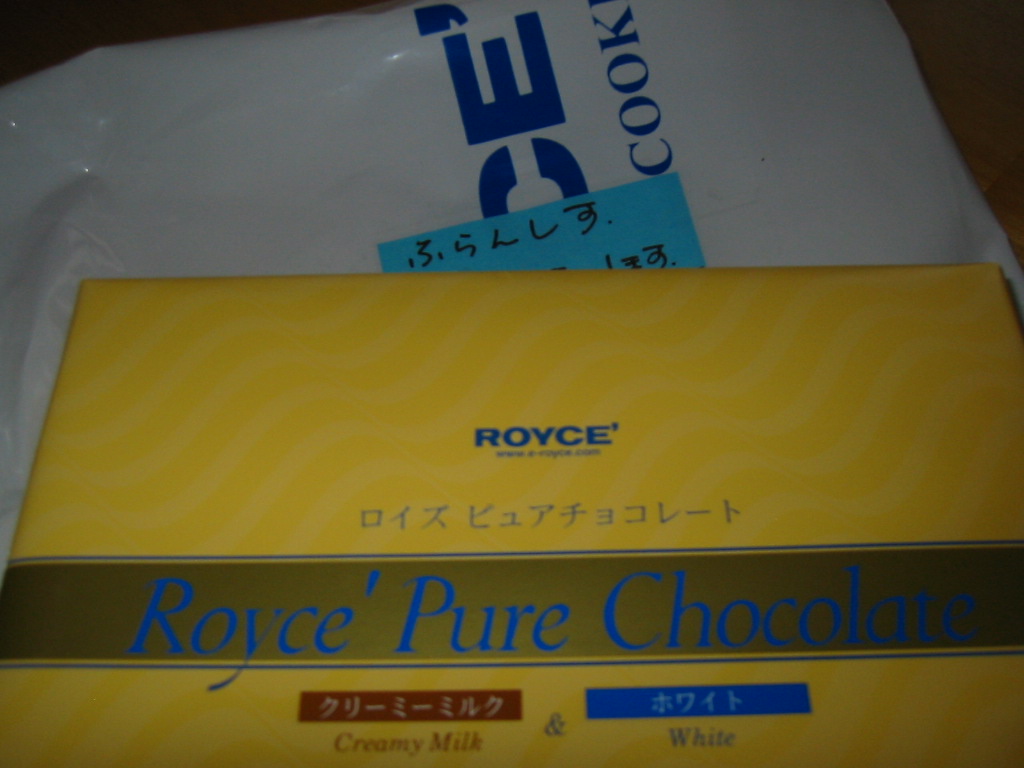 CE'
COOKI
ふらんしす.
ROYCE'
www.e-royce.com
ロイズ ピュアチョコレート
Royce' Pure Chocolate
クリーミーミルク
Creamy Milk
&
ホワイト
White